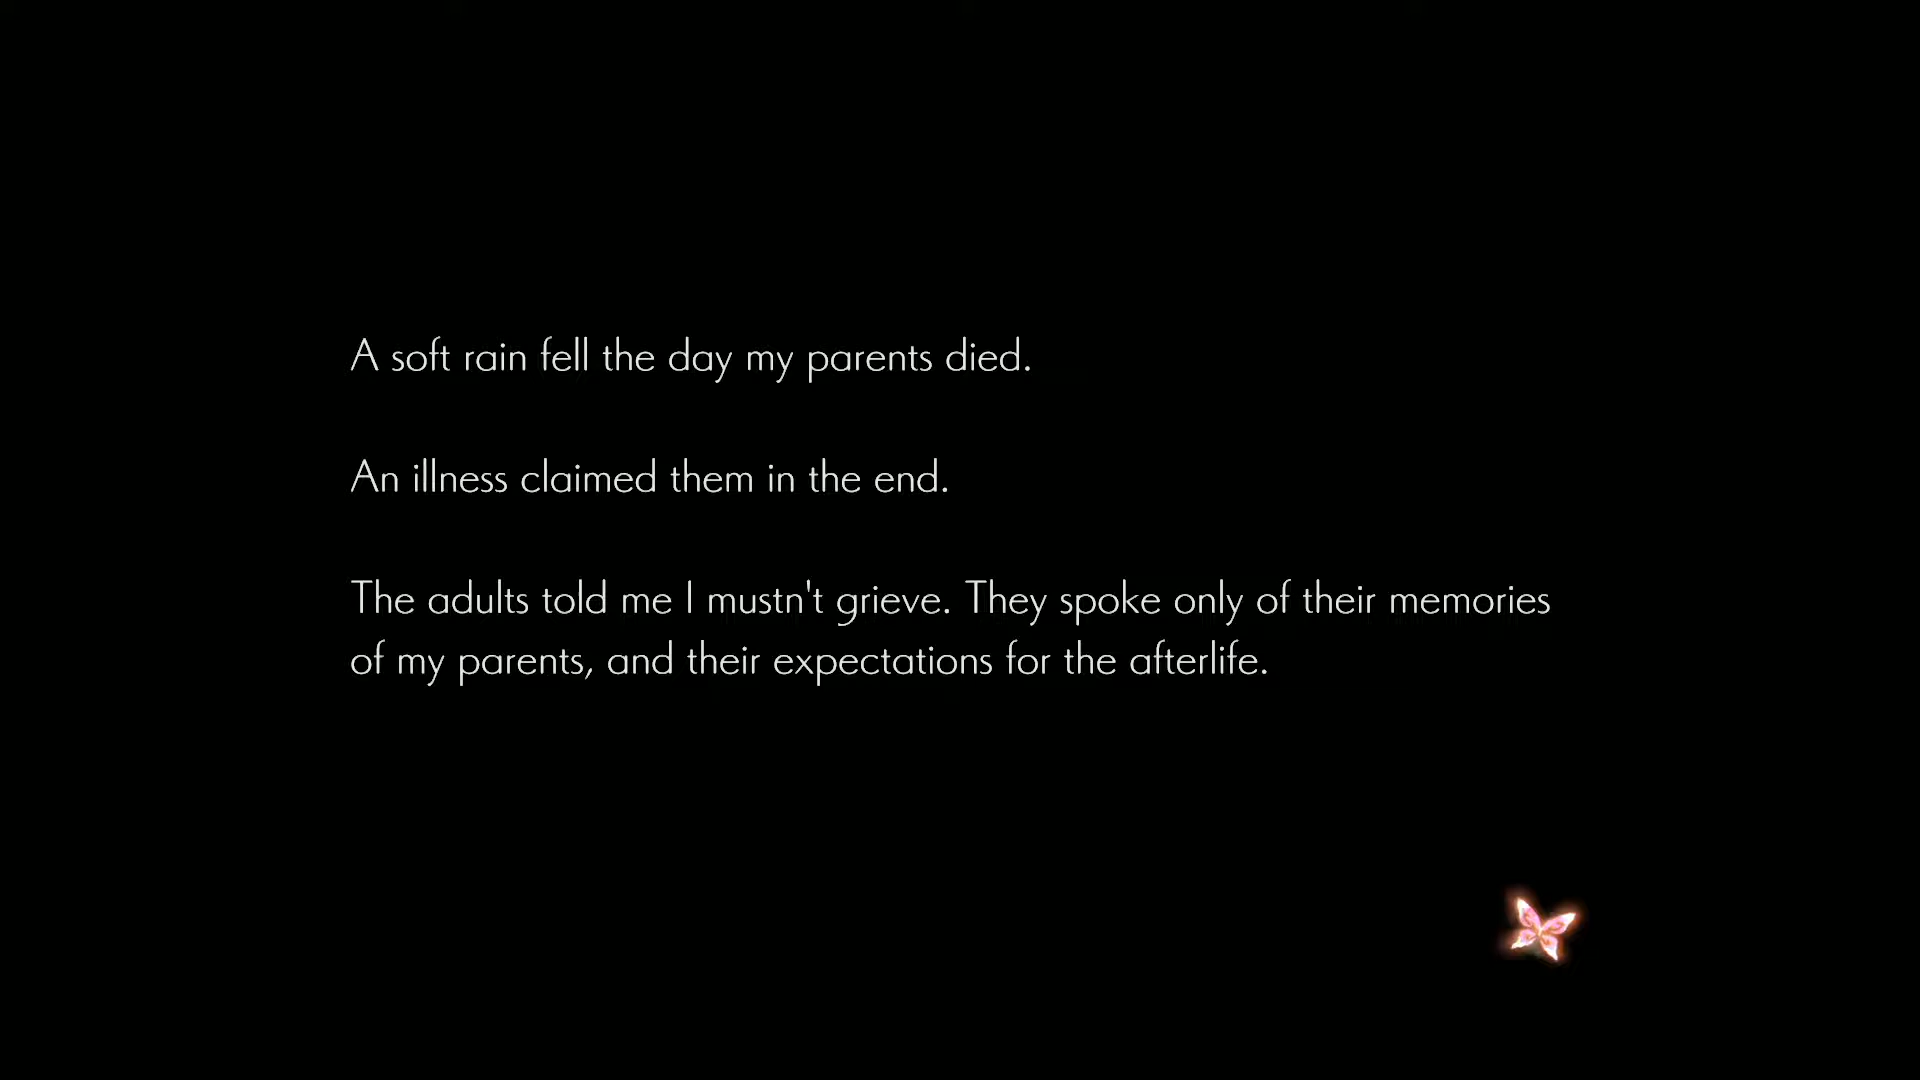 A soft rain fell the day my parents died.
An illness claimed them in the end.
The adults told me I mustn't grieve. They spoke only of their memories
of my parents, and their expectations for the afterlife.